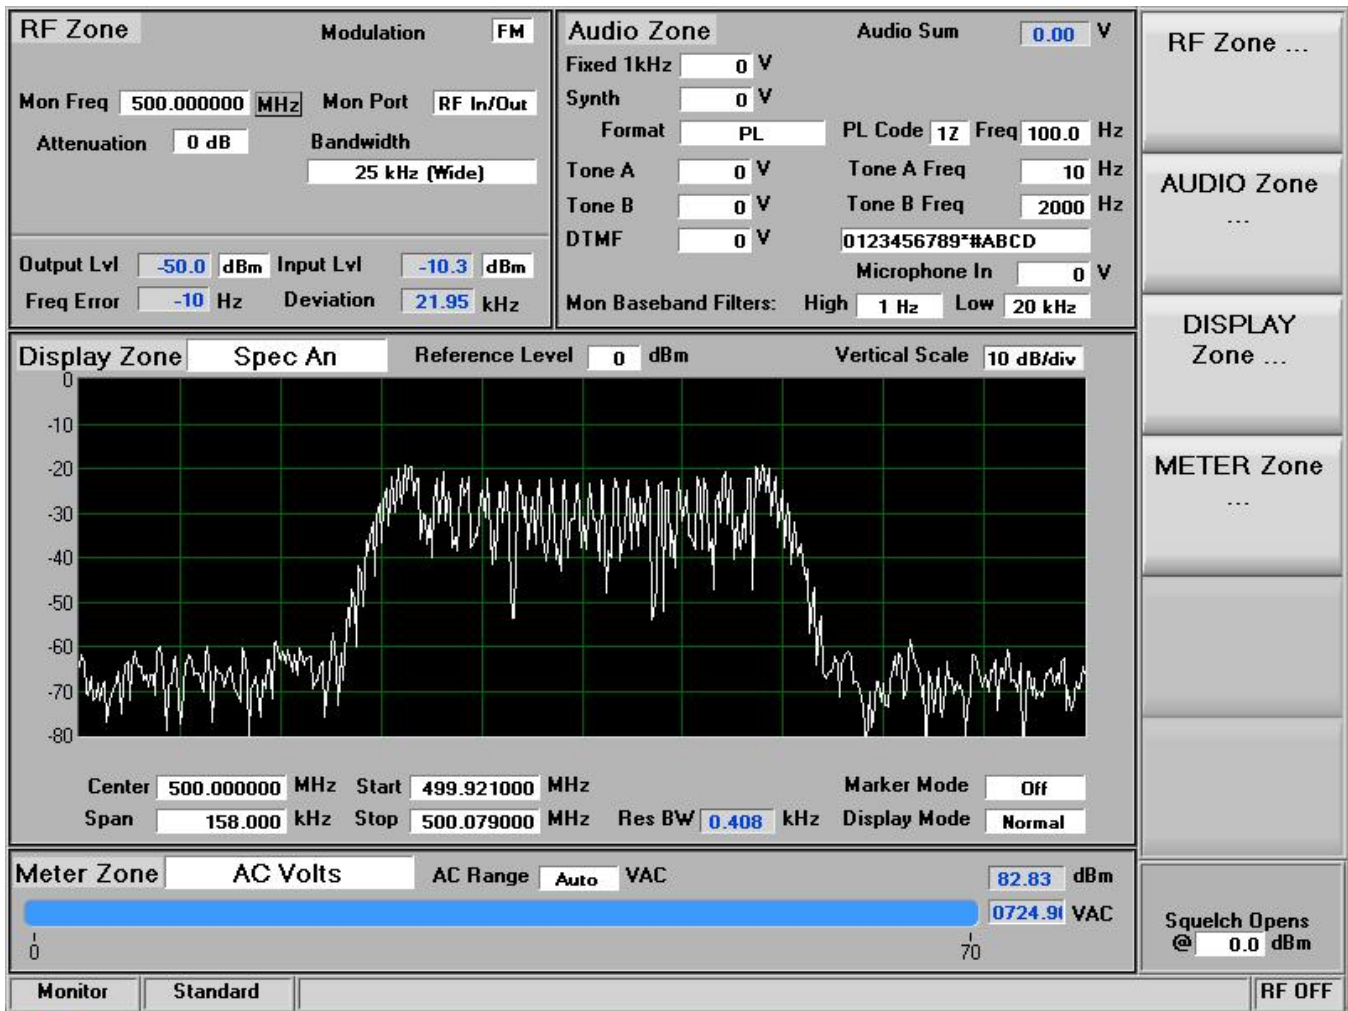 RF Zone Modulation FM
Mon Freq 500.000000 MHz Mon Port RF In/Out
Attenuation 0 dB Bandwidth
25 kHz (Wide)
Output Lvl -50.0 dBm Input Lvl -10.3 dBm
Freq Error -10 Hz Deviation 21.95 kHz
Audio Zone Audio Sum 0.00 V
Fixed 1kHz 0 V
Synth 0 V
Format PL PL Code 1Z Freq 100.0 Hz
Tone A 0 V Tone A Freq 10 Hz
Tone B 0 V Tone B Freq 2000 Hz
DTMF 0 V 0123456789*#ABCD
Microphone In 0 V
Mon Baseband Filters: High 1 Hz Low 20 kHz
Display Zone Spec An Reference Level 0 dBm Vertical Scale 10 dB/div
0
-10
-20
-30
-40
-50
-60
-70
-80
Center 500.000000 MHz Start 499.921000 MHz Marker Mode Off
Span 158.000 kHz Stop 500.079000 MHz Res BW 0.408 kHz Display Mode Normal
Meter Zone AC Volts AC Range Auto VAC 82.83 dBm
VAC
0 70
RF Zone ...
AUDIO Zone
...
DISPLAY
Zone ...
METER Zone
...
Squelch Opens
@ 0.0 dBm
Monitor Standard RF OFF